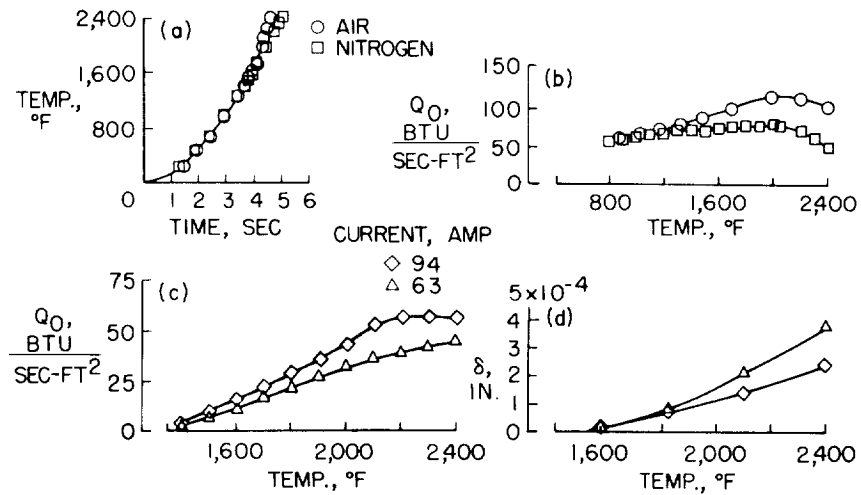 2,400
(a)
○ AIR
□ NITROGEN
1,600
TEMP.,
°F
800
0 1 2 3 4 5 6
TIME, SEC
150
(b)
Q₀,
BTU
SEC-FT²
100
50
0
800 1,600 2,400
TEMP., °F
CURRENT, AMP
◇ 94
△ 63
75
(c)
Q₀,
BTU
SEC-FT²
50
25
0
1,600 2,000 2,400
TEMP., °F
5×10⁻⁴
(d)
4
3
δ,
IN.
2
1
0
1,600 2,000 2,400
TEMP., °F